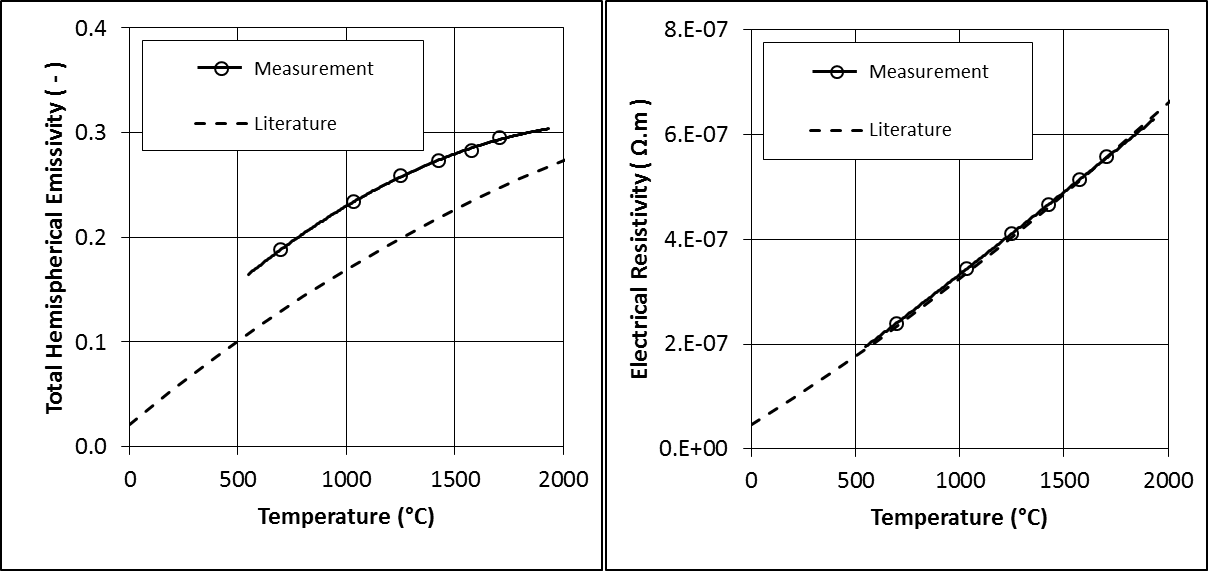 Total Hemispherical Emissivity ( - )
0.4
0.3
0.2
0.1
0.0
Measurement
Literature
0 500 1000 1500 2000
Temperature (°C)
Electrical Resistivity ( Ω.m )
8.E-07
6.E-07
4.E-07
2.E-07
0.E+00
Measurement
Literature
0 500 1000 1500 2000
Temperature (°C)